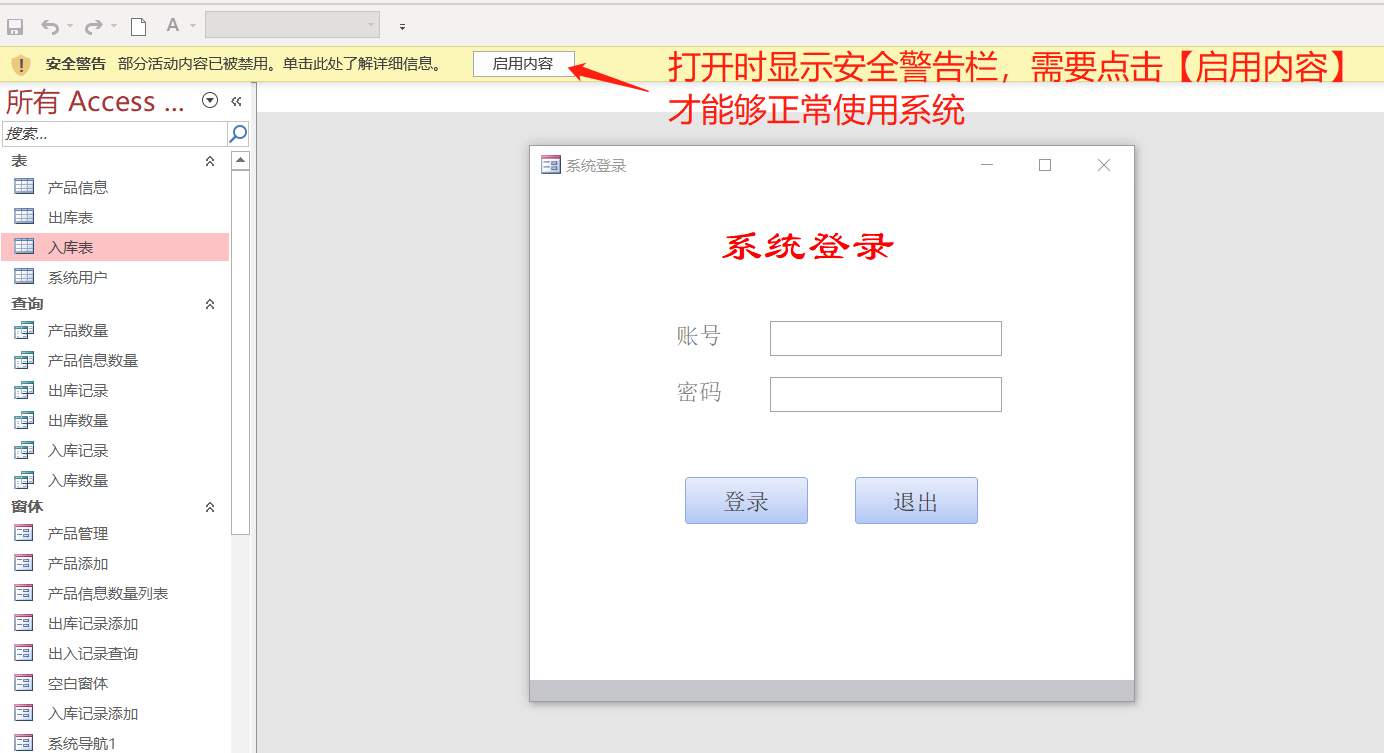 A
安全警告 部分活动内容已被禁用。单击此处了解详细信息。 启用内容
打开时显示安全警告栏，需要点击【启用内容】
才能够正常使用系统
所有 Access ...
搜索...
表
产品信息
出库表
入库表
系统用户
查询
产品数量
产品信息数量
出库记录
出库数量
入库记录
入库数量
窗体
产品管理
产品添加
产品信息数量列表
出库记录添加
出入记录查询
空白窗体
入库记录添加
系统导航1
系统登录
系统登录
账号
密码
登录 退出